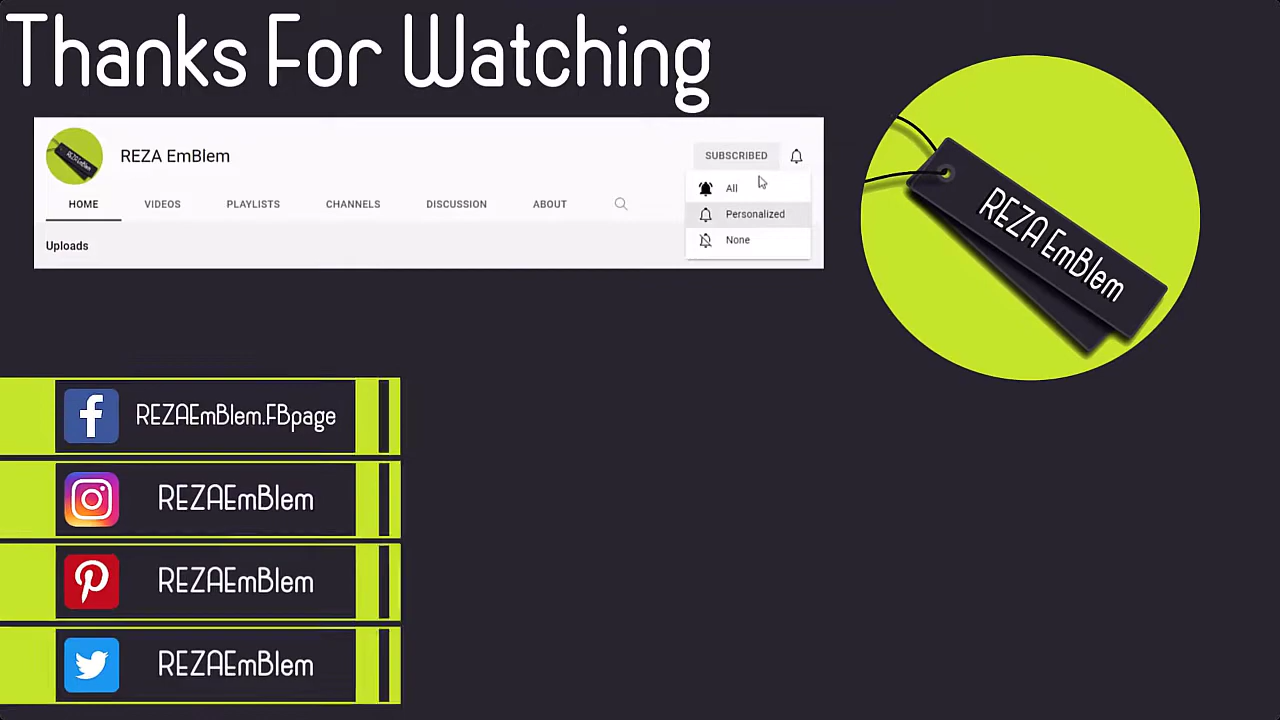 Thanks For Watching
REZA EmBlem
SUBSCRIBED
All
Personalized
None
HOME VIDEOS PLAYLISTS CHANNELS DISCUSSION ABOUT
Uploads
REZA EmBlem
REZAEmBlem.FBpage
REZAEmBlem
REZAEmBlem
REZAEmBlem